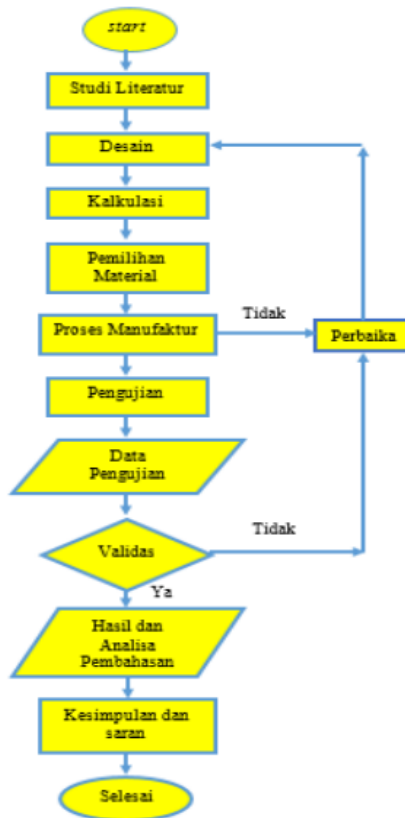 start
Studi Literatur
Desain
Kalkulasi
Pemilihan
Material
Proses Manufaktur
Tidak
Perbaika
Pengujian
Data
Pengujian
Validas
Tidak
Ya
Hasil dan
Analisa
Pembahasan
Kesimpulan dan
saran
Selesai